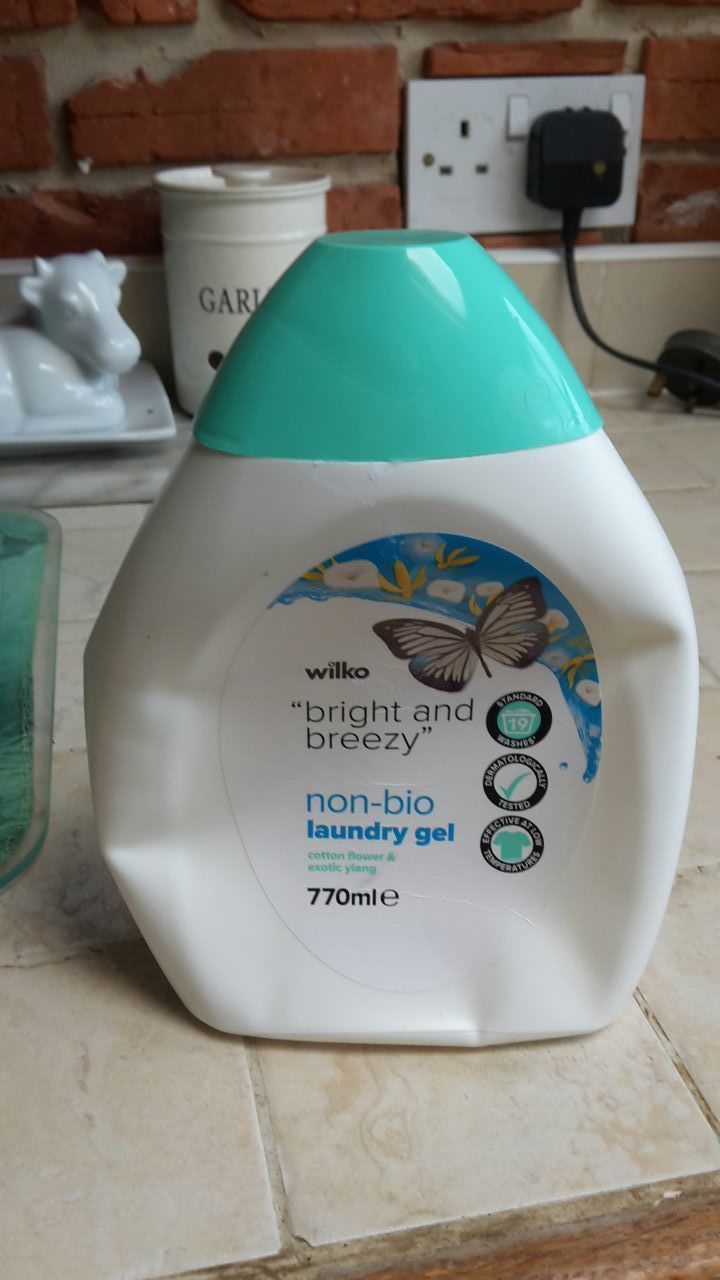 GARL
wilko
"bright and
breezy"
STANDARD
19
WASHES*
DERMATOLOGICALLY
TESTED
EFFECTIVE AT LOW
TEMPERATURES
non-bio
laundry gel
cotton flower &
exotic ylang
770ml e